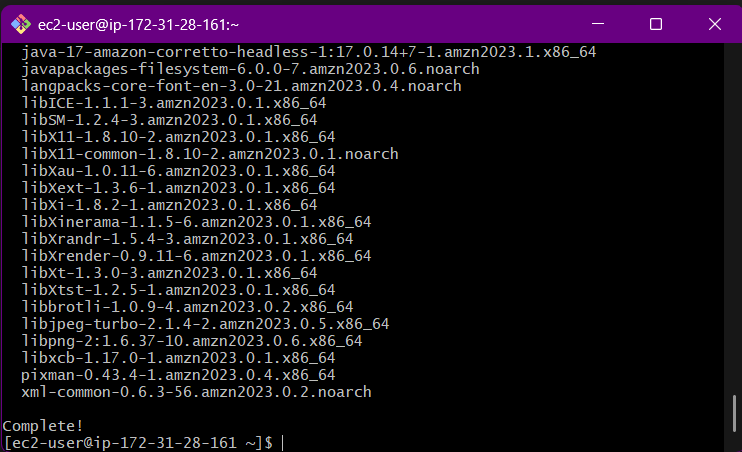 ec2-user@ip-172-31-28-161:~
java-17-amazon-corretto-headless-1:17.0.14+7-1.amzn2023.1.x86_64
javapackages-filesystem-6.0.0-7.amzn2023.0.6.noarch
langpacks-core-font-en-3.0-21.amzn2023.0.4.noarch
libICE-1.1.1-3.amzn2023.0.1.x86_64
libSM-1.2.4-3.amzn2023.0.1.x86_64
libX11-1.8.10-2.amzn2023.0.1.x86_64
libX11-common-1.8.10-2.amzn2023.0.1.noarch
libXau-1.0.11-6.amzn2023.0.1.x86_64
libXext-1.3.6-1.amzn2023.0.1.x86_64
libXi-1.8.2-1.amzn2023.0.1.x86_64
libXinerama-1.1.5-6.amzn2023.0.1.x86_64
libXrandr-1.5.4-3.amzn2023.0.1.x86_64
libXrender-0.9.11-6.amzn2023.0.1.x86_64
libXt-1.3.0-3.amzn2023.0.1.x86_64
libXtst-1.2.5-1.amzn2023.0.1.x86_64
libbrotli-1.0.9-4.amzn2023.0.2.x86_64
libjpeg-turbo-2.1.4-2.amzn2023.0.5.x86_64
libpng-2:1.6.37-10.amzn2023.0.6.x86_64
libxcb-1.17.0-1.amzn2023.0.1.x86_64
pixman-0.43.4-1.amzn2023.0.4.x86_64
xml-common-0.6.3-56.amzn2023.0.2.noarch
Complete!
[ec2-user@ip-172-31-28-161 ~]$